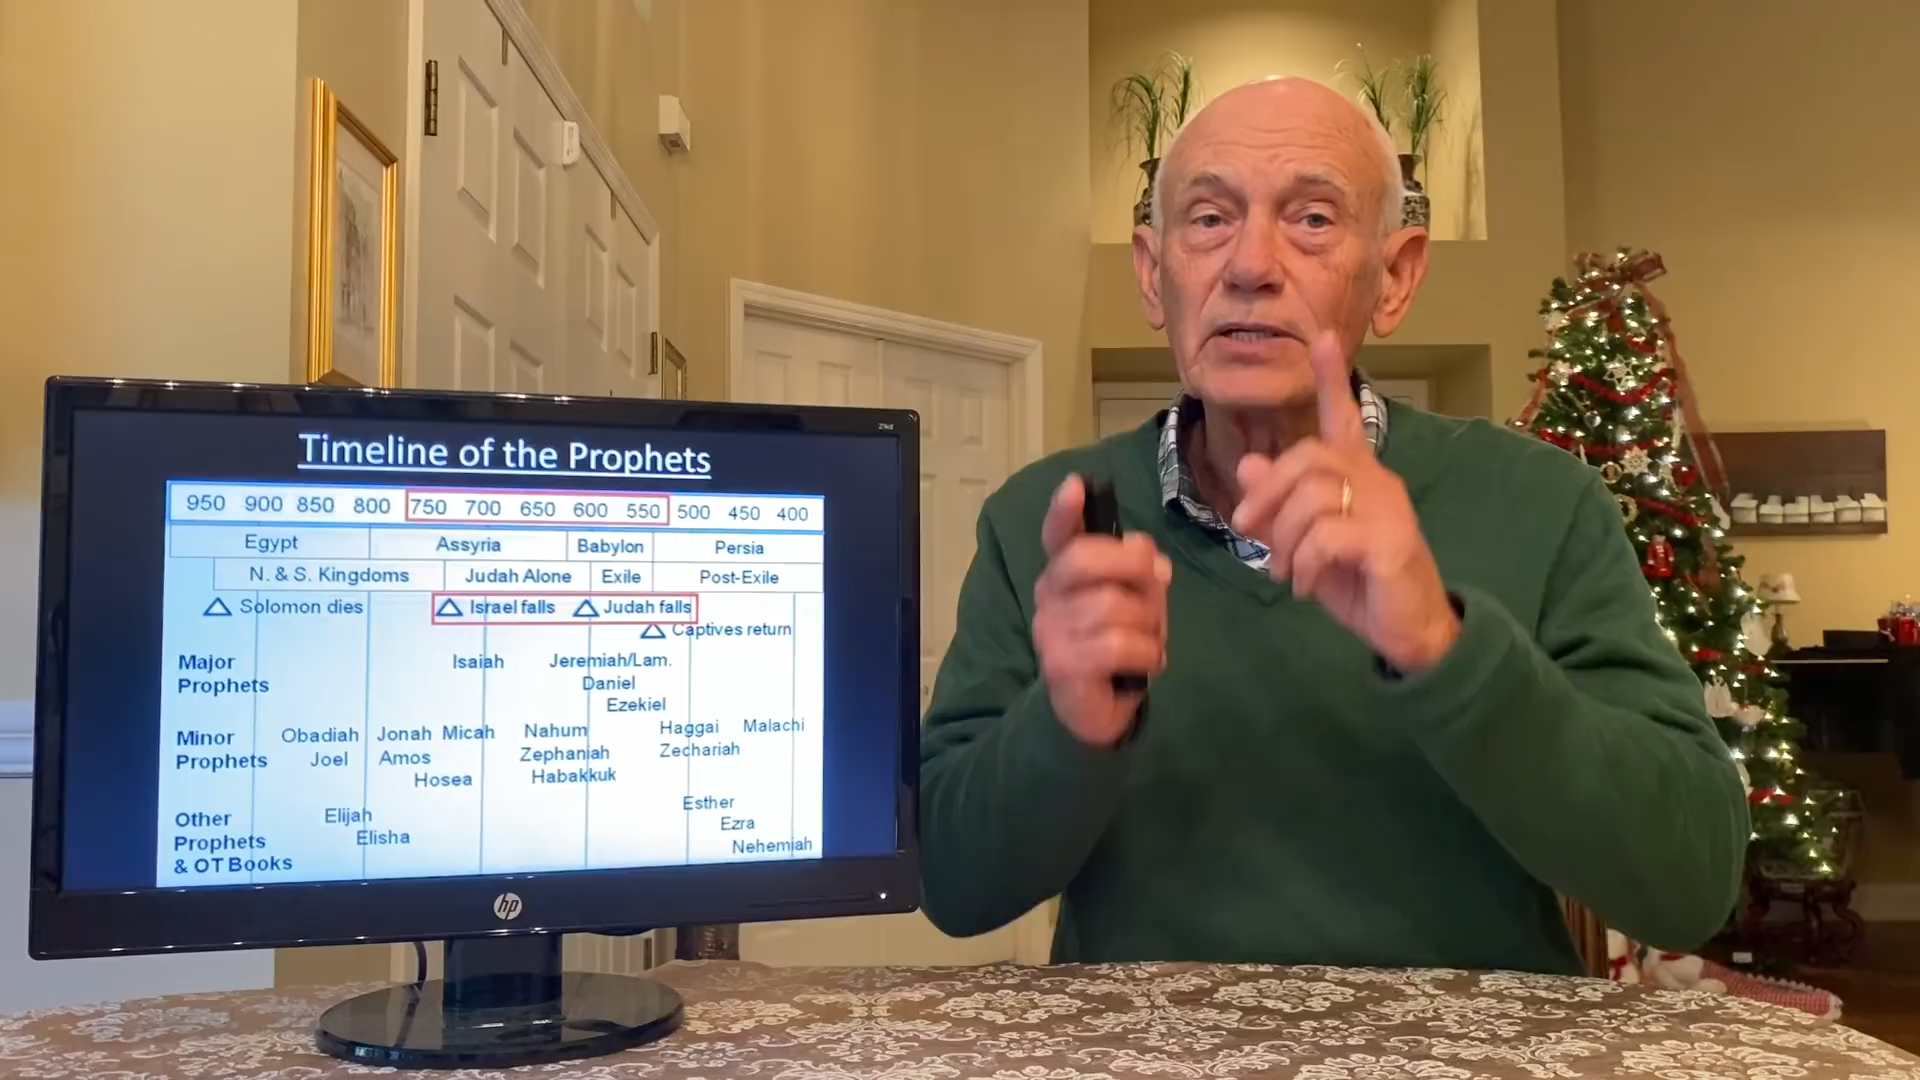 Timeline of the Prophets
950 900 850 800 750 700 650 600 550 500 450 400
Egypt Assyria Babylon Persia
N. & S. Kingdoms Judah Alone Exile Post-Exile
Solomon dies Israel falls Judah falls
Captives return
Major Prophets Isaiah Jeremiah/Lam.
Daniel
Ezekiel
Minor Prophets Obadiah Jonah Micah Nahum Haggai Malachi
Joel Amos Zephaniah Zechariah
Hosea Habakkuk
Other Prophets & OT Books Elijah Esther
Elisha Ezra
Nehemiah
hp